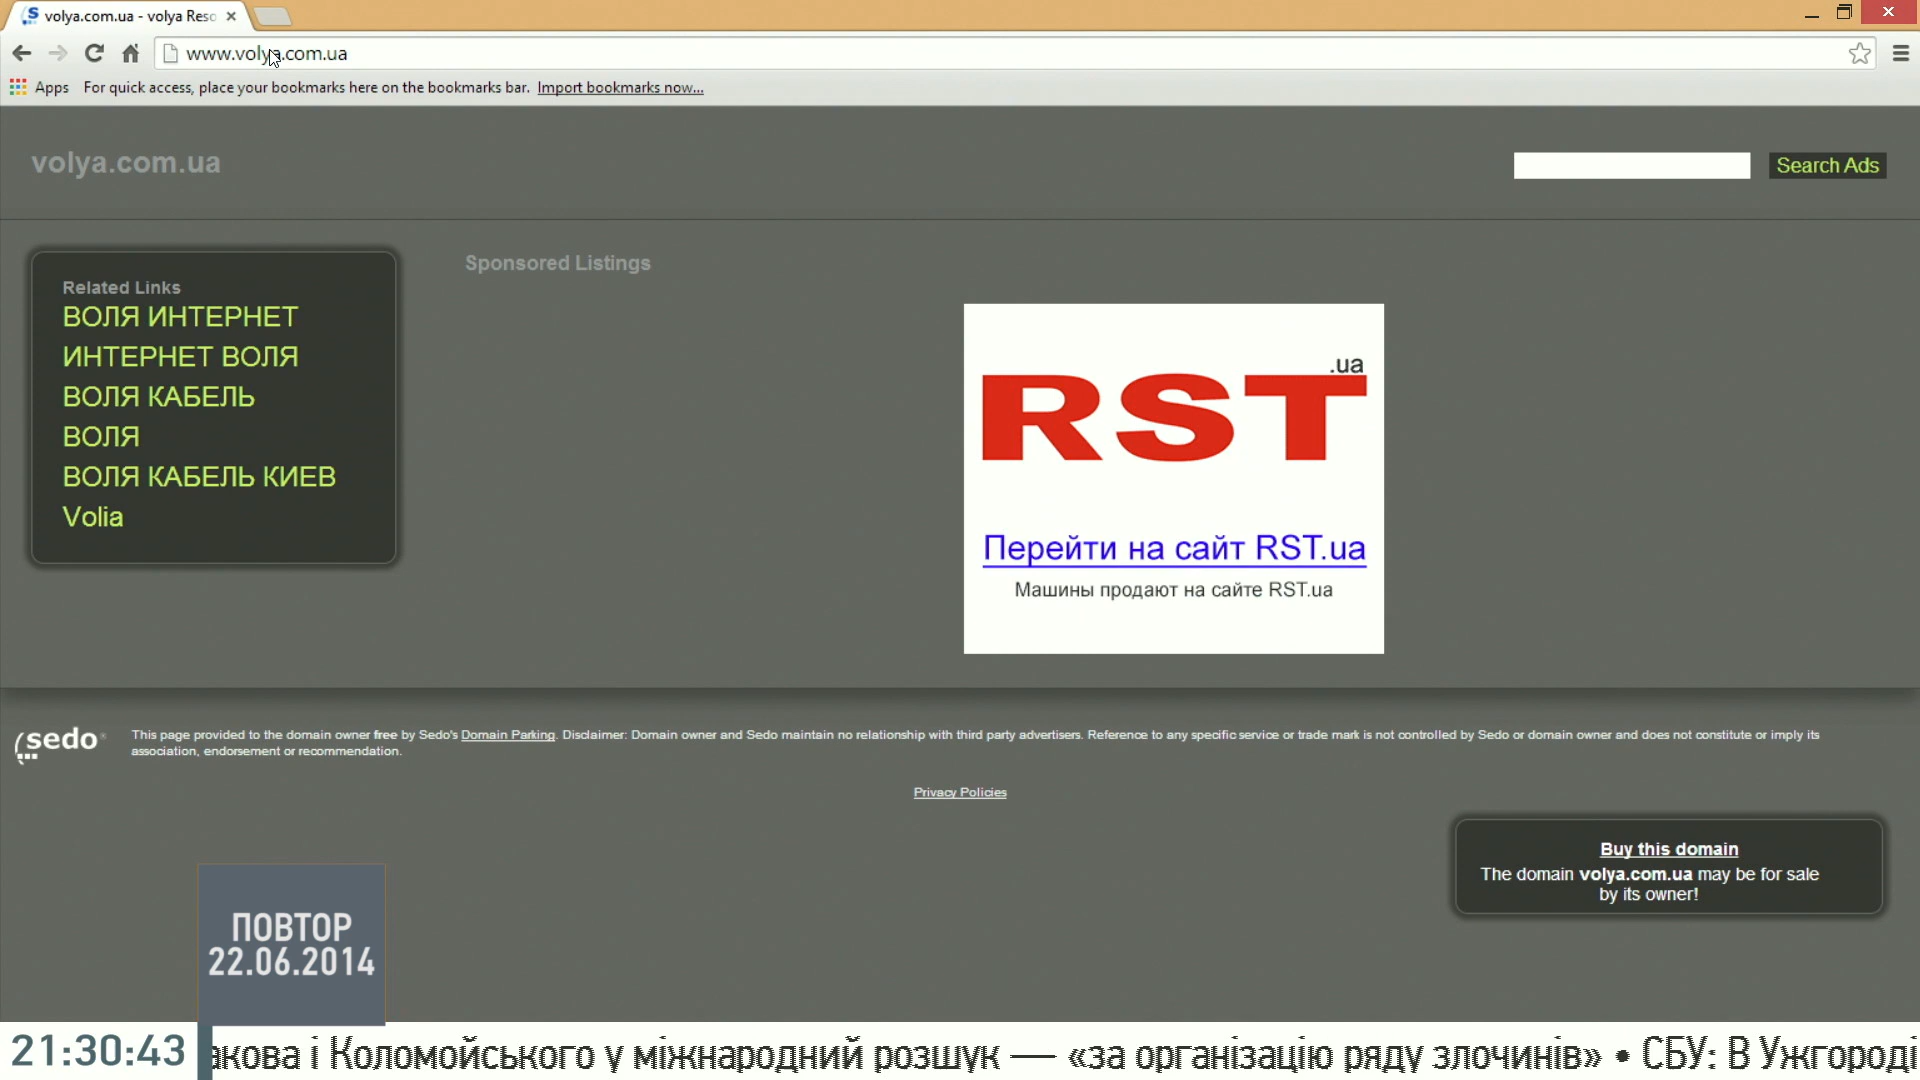 volya.com.ua - volya Reso
www.volya.com.ua
Apps For quick access, place your bookmarks here on the bookmarks bar. Import bookmarks now...
volya.com.ua
Search Ads
Related Links
ВОЛЯ ИНТЕРНЕТ
ИНТЕРНЕТ ВОЛЯ
ВОЛЯ КАБЕЛЬ
ВОЛЯ
ВОЛЯ КАБЕЛЬ КИЕВ
Volia
Sponsored Listings
.ua
RST
Перейти на сайт RST.ua
Машины продают на сайте RST.ua
sedo
This page provided to the domain owner free by Sedo's Domain Parking. Disclaimer: Domain owner and Sedo maintain no relationship with third party advertisers. Reference to any specific service or trade mark is not controlled by Sedo or domain owner and does not constitute or imply its
association, endorsement or recommendation.
Privacy Policies
Buy this domain
The domain volya.com.ua may be for sale
by its owner!
ПОВТОР
22.06.2014
21:30:43
акова і Коломойського у міжнародний розшук — «за організацію ряду злочинів» • СБУ: В Ужгороді